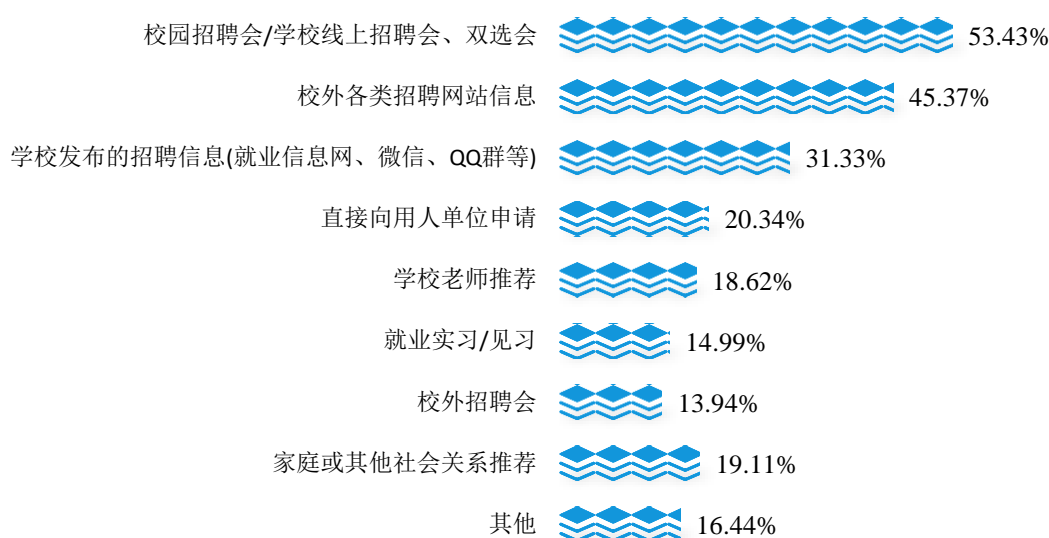 校园招聘会/学校线上招聘会、双选会 53.43%
校外各类招聘网站信息 45.37%
学校发布的招聘信息(就业信息网、微信、QQ群等) 31.33%
直接向用人单位申请 20.34%
学校老师推荐 18.62%
就业实习/见习 14.99%
校外招聘会 13.94%
家庭或其他社会关系推荐 19.11%
其他 16.44%